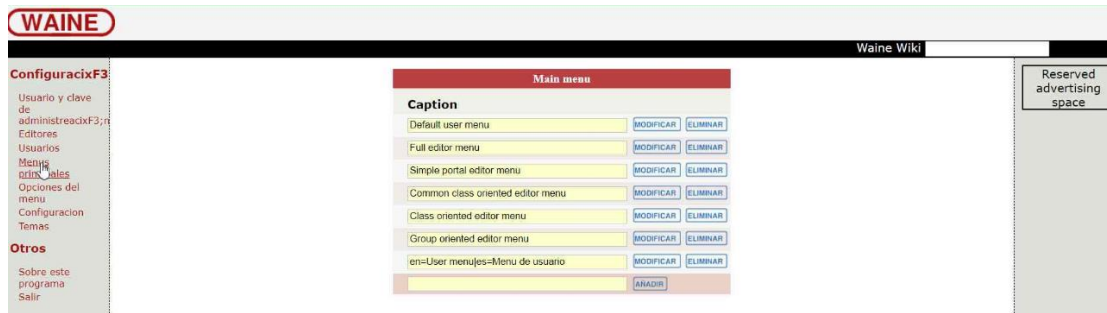 WAINE
Waine Wiki
ConfiguracixF3
Usuario y clave
de
administreacixF3;n
Editores
Usuarios
Menus
principales
Opciones del
menu
Configuracion
Temas
Otros
Sobre este
programa
Salir
Main menu
Caption
Default user menu MODIFICAR ELIMINAR
Full editor menu MODIFICAR ELIMINAR
Simple portal editor menu MODIFICAR ELIMINAR
Common class oriented editor menu MODIFICAR ELIMINAR
Class oriented editor menu MODIFICAR ELIMINAR
Group oriented editor menu MODIFICAR ELIMINAR
en=User menu|es=Menu de usuario MODIFICAR ELIMINAR
AÑADIR
Reserved
advertising
space